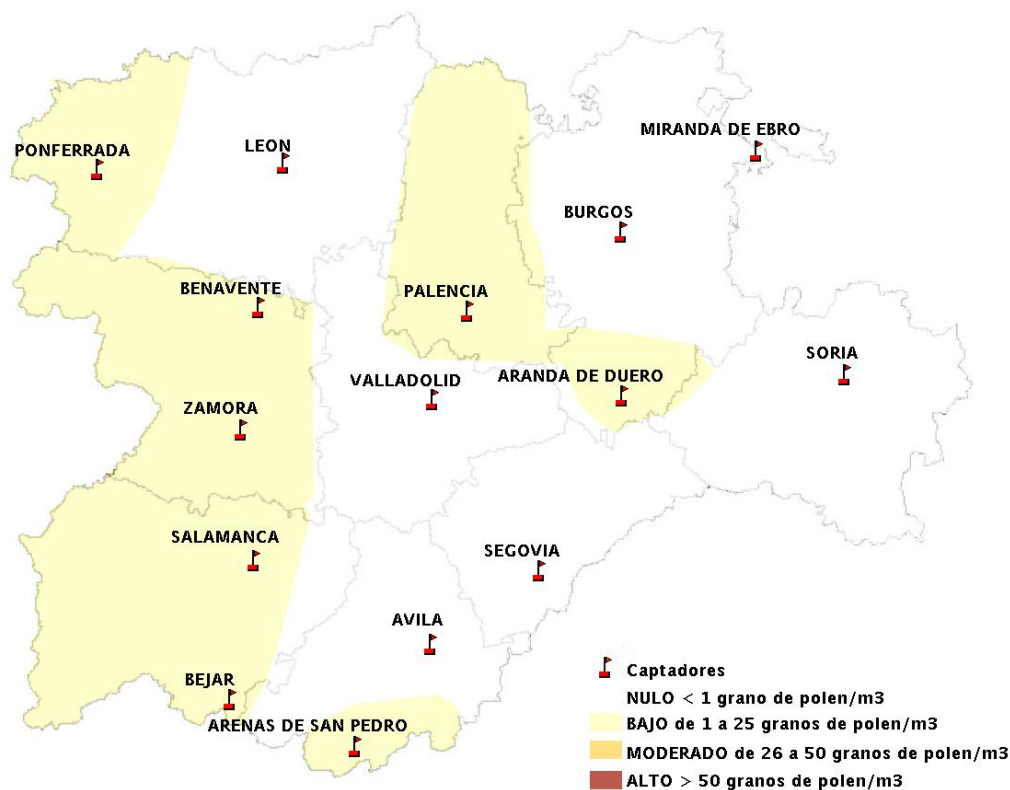 MIRANDA DE EBRO
PONFERRADA
LEON
BURGOS
BENAVENTE
PALENCIA
SORIA
VALLADOLID
ARANDA DE DUERO
ZAMORA
SALAMANCA
SEGOVIA
AVILA
BEJAR
ARENAS DE SAN PEDRO
Captadores
NULO < 1 grano de polen/m3
BAJO de 1 a 25 granos de polen/m3
MODERADO de 26 a 50 granos de polen/m3
ALTO > 50 granos de polen/m3